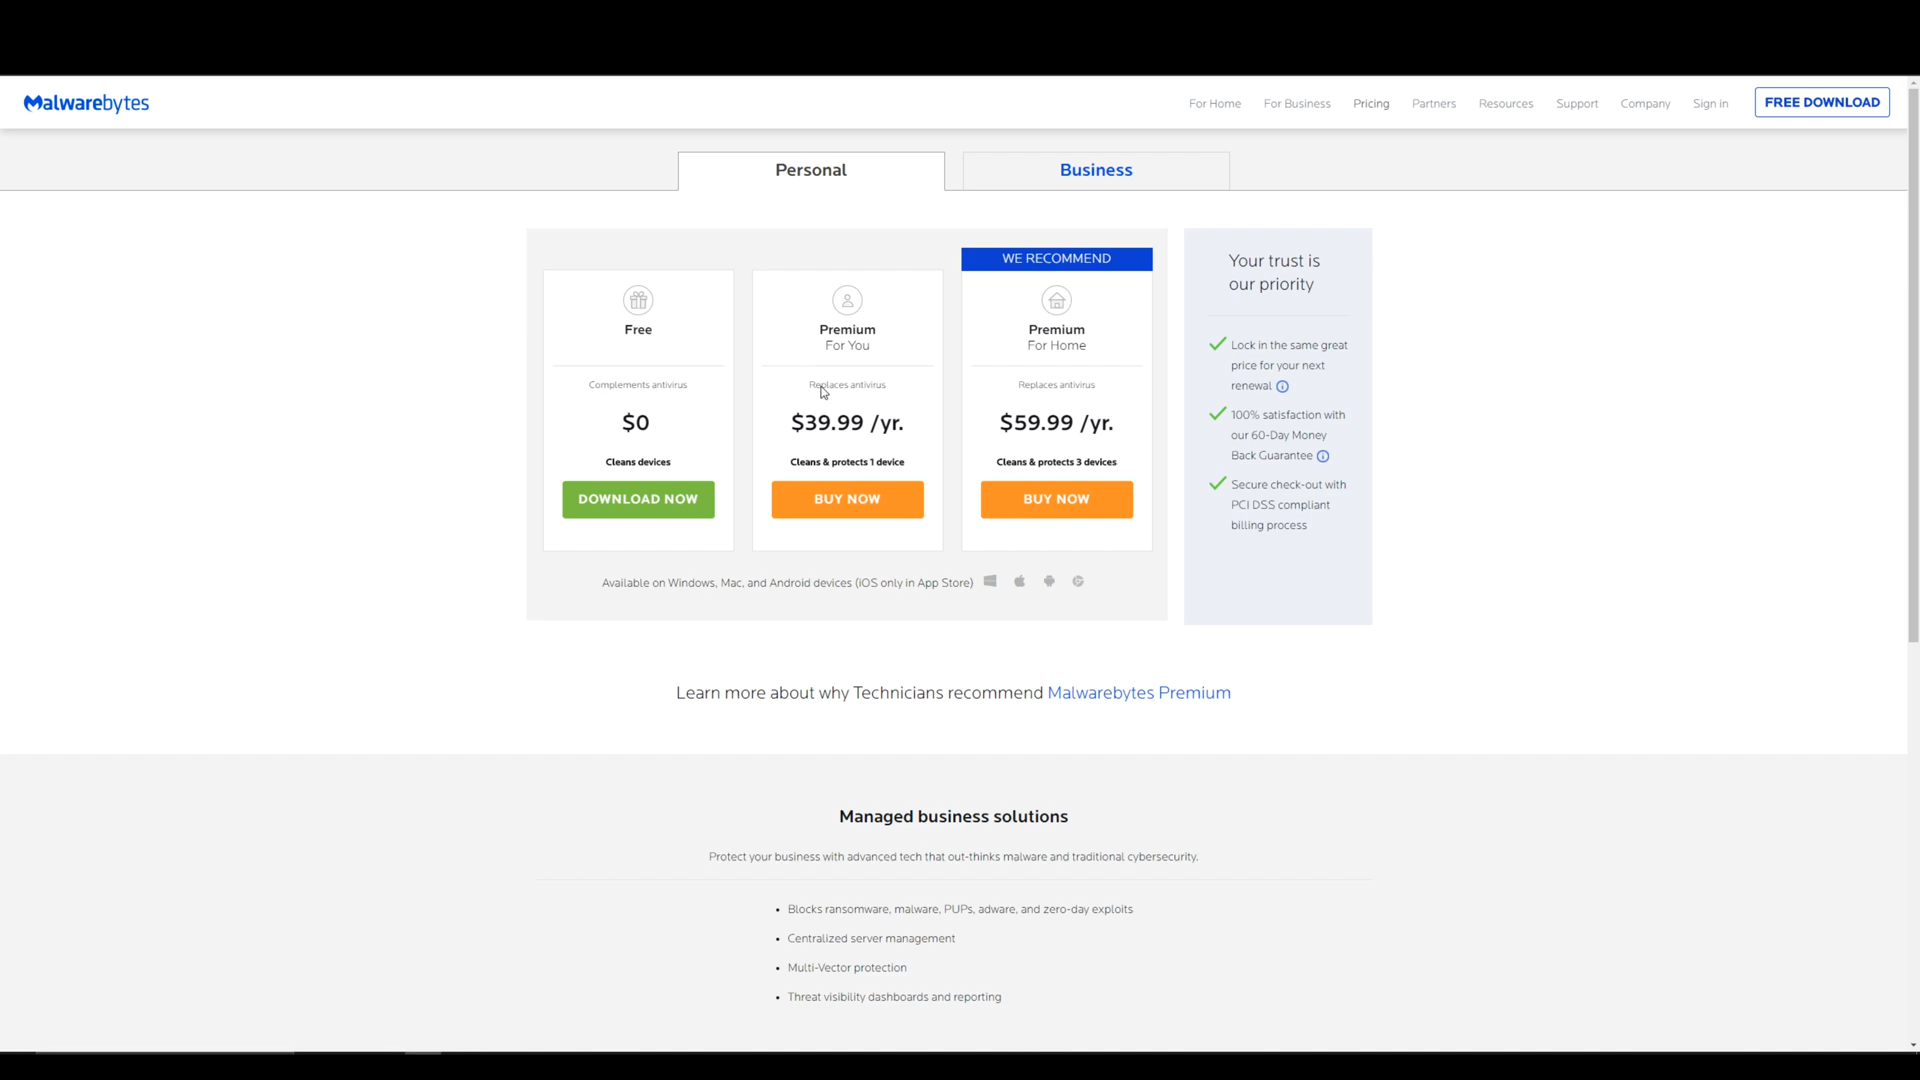 Malwarebytes
For Home
For Business
Pricing
Partners
Resources
Support
Company
Sign in
FREE DOWNLOAD
Personal
Business
Free
Complements antivirus
$0
Cleans devices
DOWNLOAD NOW
Premium
For You
Replaces antivirus
$39.99 /yr.
Cleans & protects 1 device
BUY NOW
WE RECOMMEND
Premium
For Home
Replaces antivirus
$59.99 /yr.
Cleans & protects 3 devices
BUY NOW
Available on Windows, Mac, and Android devices (iOS only in App Store)
Your trust is
our priority
Lock in the same great
price for your next
renewal
100% satisfaction with
our 60-Day Money
Back Guarantee
Secure check-out with
PCI DSS compliant
billing process
Learn more about why Technicians recommend Malwarebytes Premium
Managed business solutions
Protect your business with advanced tech that out-thinks malware and traditional cybersecurity.
• Blocks ransomware, malware, PUPs, adware, and zero-day exploits
• Centralized server management
• Multi-Vector protection
• Threat visibility dashboards and reporting